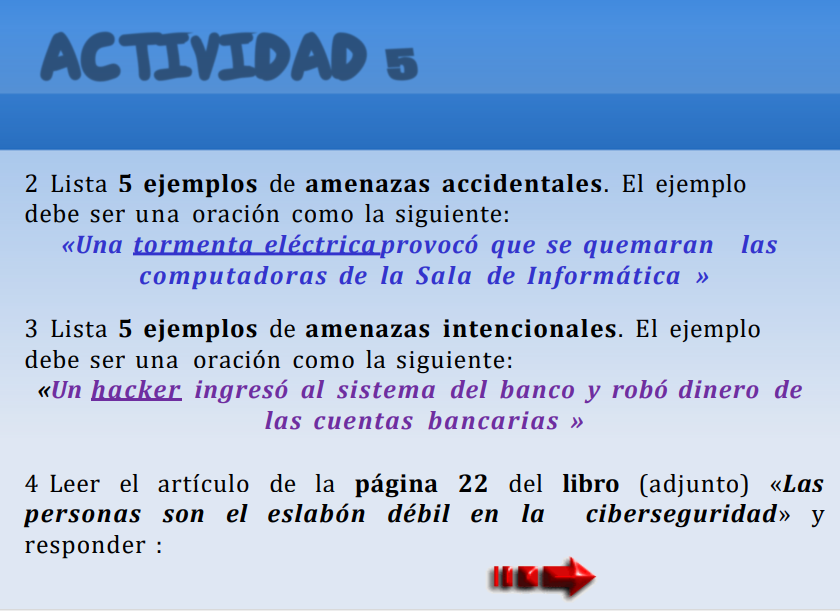 ACTIVIDAD 5
2 Lista 5 ejemplos de amenazas accidentales. El ejemplo
debe ser una oración como la siguiente:
«Una tormenta eléctrica provocó que se quemaran las
computadoras de la Sala de Informática »
3 Lista 5 ejemplos de amenazas intencionales. El ejemplo
debe ser una oración como la siguiente:
«Un hacker ingresó al sistema del banco y robó dinero de
las cuentas bancarias »
4 Leer el artículo de la página 22 del libro (adjunto) «Las
personas son el eslabón débil en la ciberseguridad» y
responder :